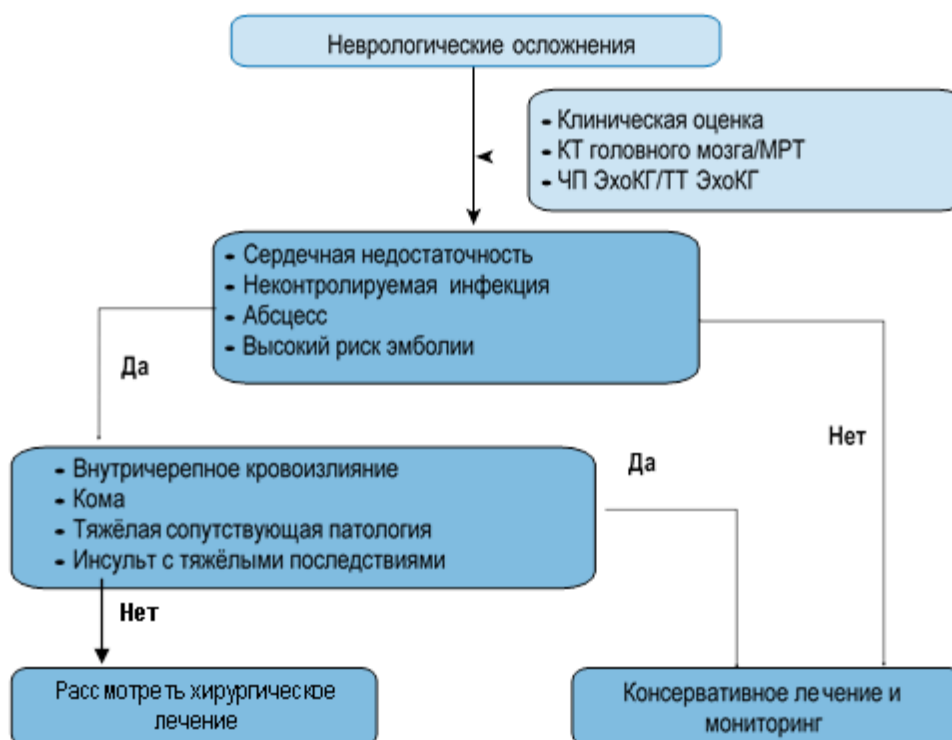 Неврологические осложнения
- Клиническая оценка
- КТ головного мозга/МРТ
- ЧП ЭхоКГ/ТТ ЭхоКГ
- Сердечная недостаточность
- Неконтролируемая инфекция
- Абсцесс
- Высокий риск эмболии
Да
Нет
- Внутричерепное кровоизлияние
- Кома
- Тяжёлая сопутствующая патология
- Инсульт с тяжёлыми последствиями
Да
Нет
Рассмотреть хирургическое
лечение
Консервативное лечение и
мониторинг